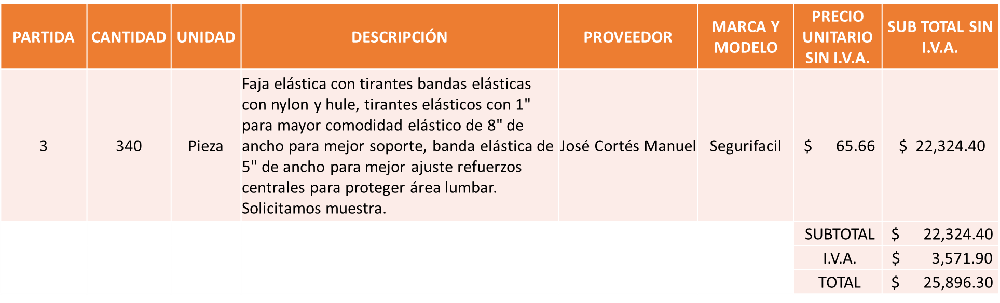 PARTIDA CANTIDAD UNIDAD DESCRIPCIÓN PROVEEDOR MARCA Y MODELO PRECIO UNITARIO SIN I.V.A. SUB TOTAL SIN I.V.A.
3 340 Pieza
Faja elástica con tirantes bandas elásticas
con nylon y hule, tirantes elásticos con 1"
para mayor comodidad elástico de 8" de
ancho para mejor soporte, banda elástica de
5" de ancho para mejor ajuste refuerzos
centrales para proteger área lumbar.
Solicitamos muestra.
José Cortés Manuel Segurifacil $ 65.66 $ 22,324.40
SUBTOTAL $ 22,324.40
I.V.A. $ 3,571.90
TOTAL $ 25,896.30